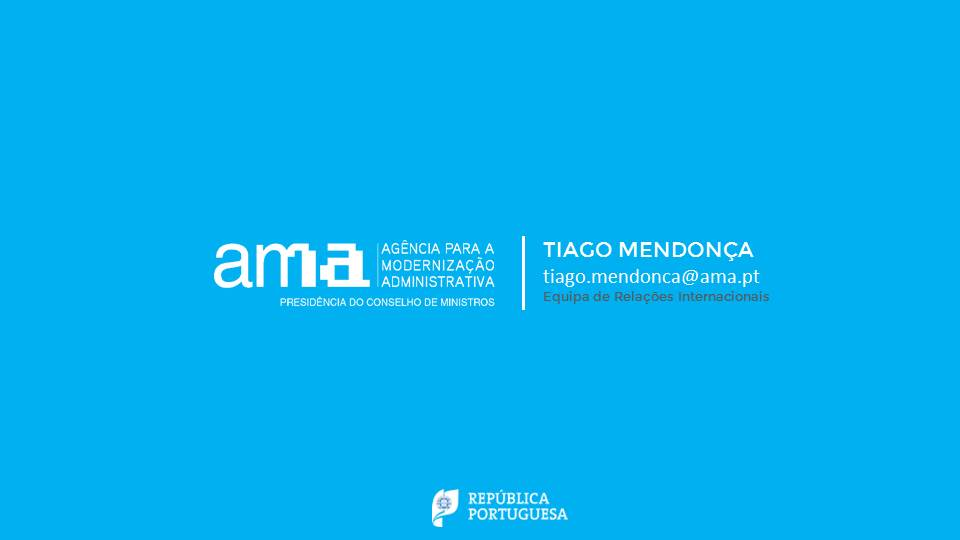 ama
AGÊNCIA PARA A
MODERNIZAÇÃO
ADMINISTRATIVA
PRESIDÊNCIA DO CONSELHO DE MINISTROS
TIAGO MENDONÇA
tiago.mendonca@ama.pt
Equipa de Relações Internacionais
REPÚBLICA
PORTUGUESA